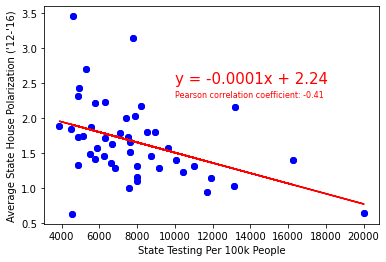 3.5
3.0
2.5
2.0
1.5
1.0
0.5
Average State House Polarization ('12-'16)
y = -0.0001x + 2.24
Pearson correlation coefficient: -0.41
4000 6000 8000 10000 12000 14000 16000 18000 20000
State Testing Per 100k People